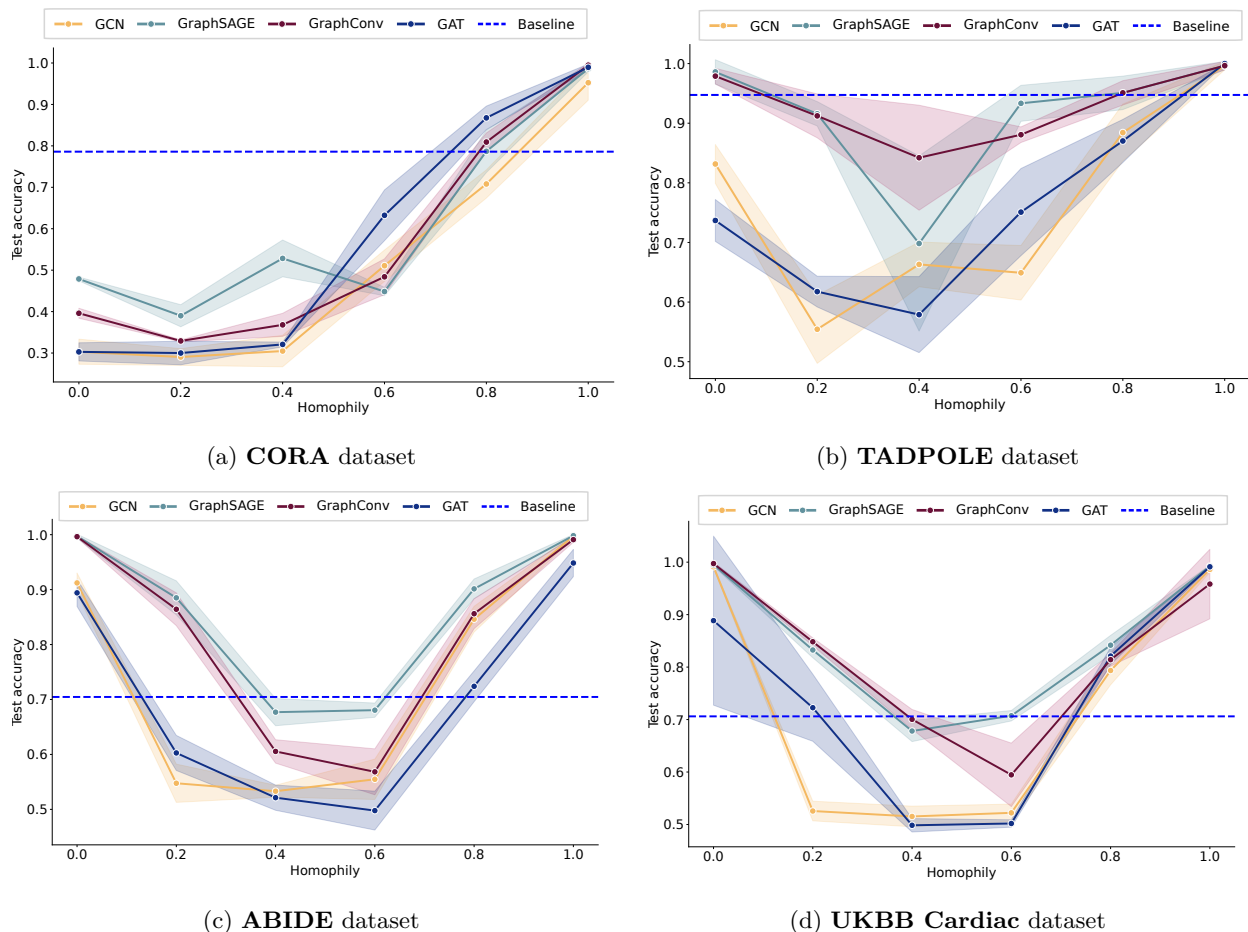 GCN GraphSAGE GraphConv GAT Baseline
Test accuracy
1.0
0.9
0.8
0.7
0.6
0.5
0.4
0.3
0.0 0.2 0.4 0.6 0.8 1.0
Homophily
(a) CORA dataset
GCN GraphSAGE GraphConv GAT Baseline
Test accuracy
1.0
0.9
0.8
0.7
0.6
0.5
0.0 0.2 0.4 0.6 0.8 1.0
Homophily
(b) TADPOLE dataset
GCN GraphSAGE GraphConv GAT Baseline
Test accuracy
1.0
0.9
0.8
0.7
0.6
0.5
0.0 0.2 0.4 0.6 0.8 1.0
Homophily
(c) ABIDE dataset
GCN GraphSAGE GraphConv GAT Baseline
Test accuracy
1.0
0.9
0.8
0.7
0.6
0.5
0.0 0.2 0.4 0.6 0.8 1.0
Homophily
(d) UKBB Cardiac dataset